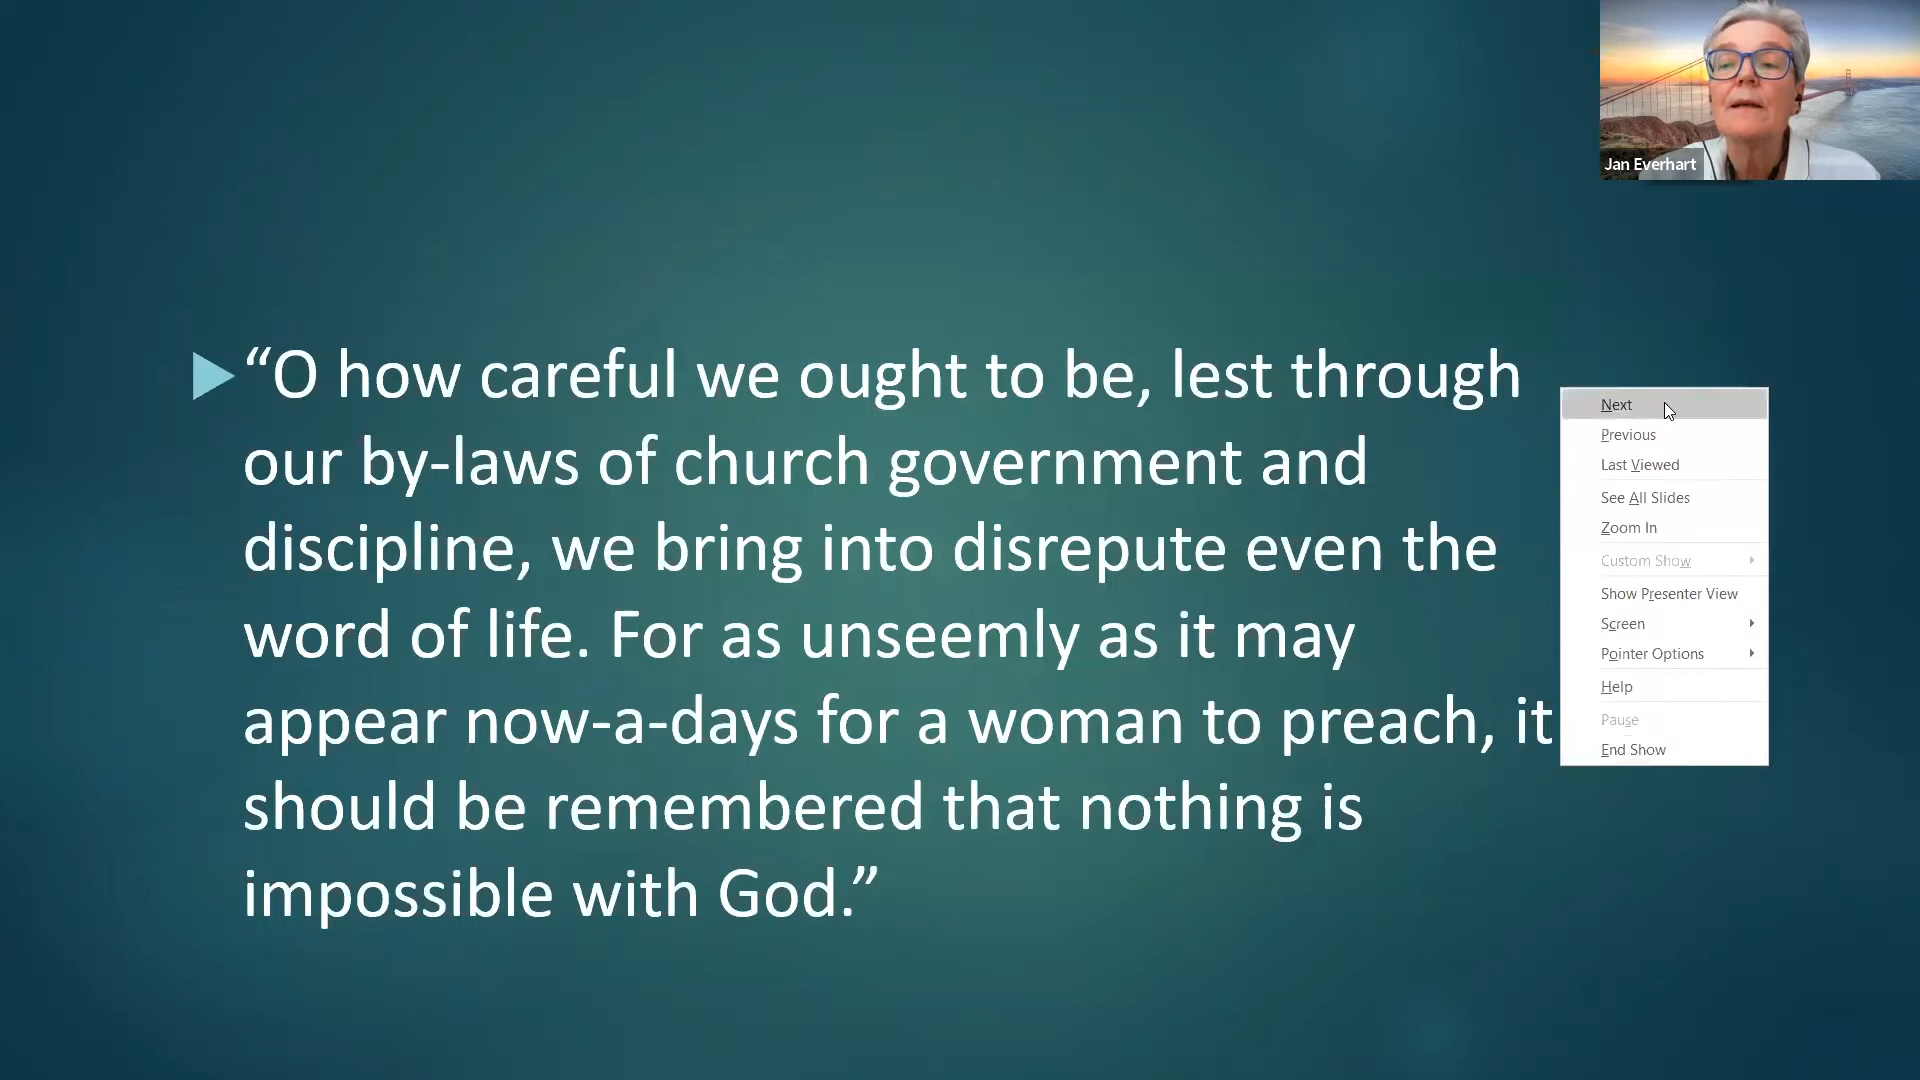 Jan Everhart
“O how careful we ought to be, lest through
our by-laws of church government and
discipline, we bring into disrepute even the
word of life. For as unseemly as it may
appear now-a-days for a woman to preach, it
should be remembered that nothing is
impossible with God.”
Next
Previous
Last Viewed
See All Slides
Zoom In
Custom Show
Show Presenter View
Screen
Pointer Options
Help
Pause
End Show